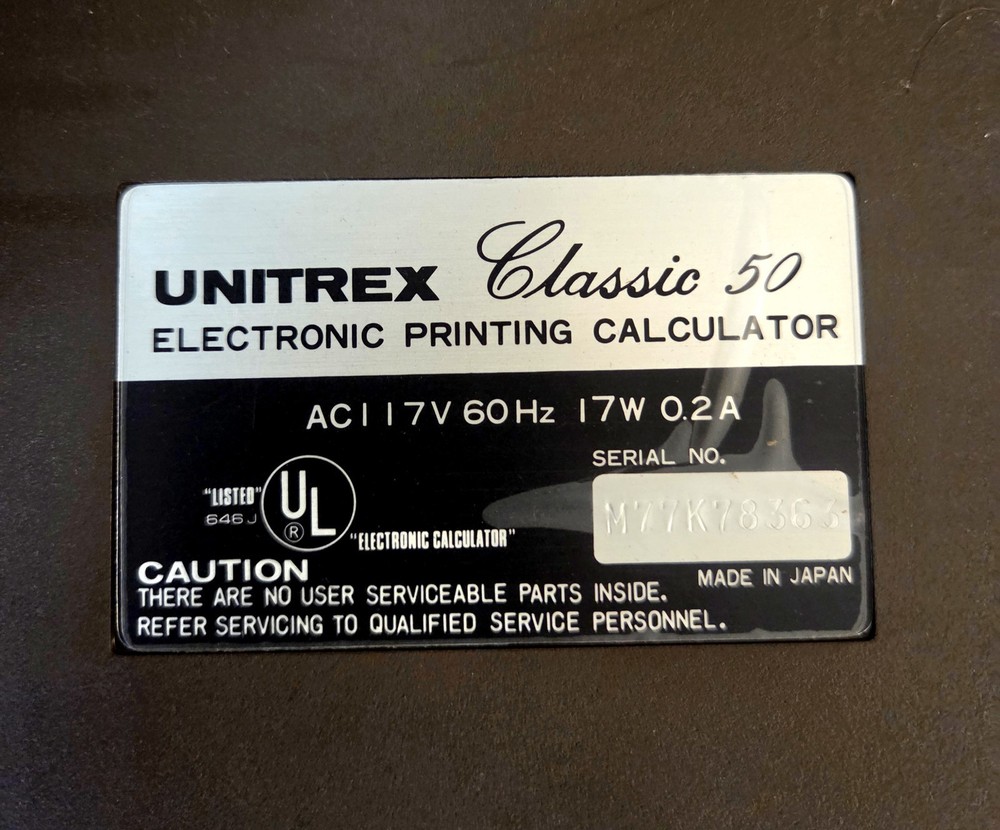 UNITREX Classic 50
ELECTRONIC PRINTING CALCULATOR
AC117V 60Hz 17W 0.2A
SERIAL NO.
M77K78363
"LISTED"
646J
UL
®
"ELECTRONIC CALCULATOR"
MADE IN JAPAN
CAUTION
THERE ARE NO USER SERVICEABLE PARTS INSIDE.
REFER SERVICING TO QUALIFIED SERVICE PERSONNEL.